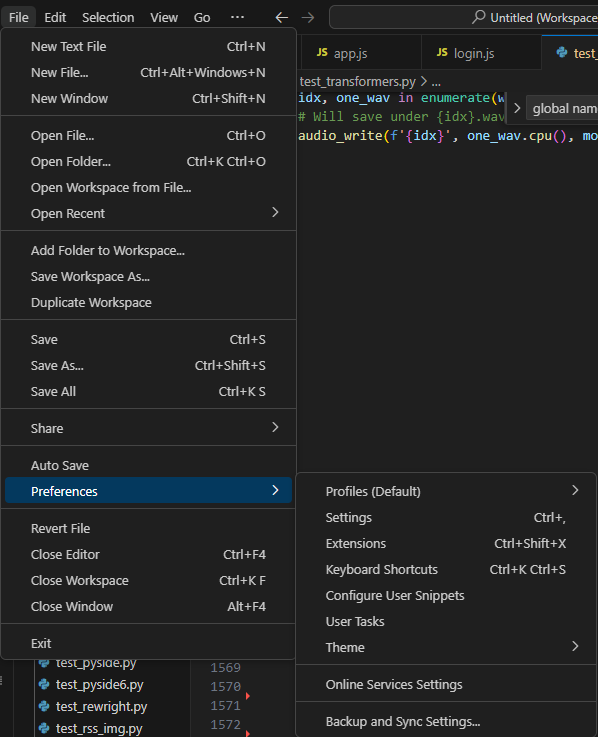 File Edit Selection View Go ... Untitled (Workspace
New Text File Ctrl+N
New File... Ctrl+Alt+Windows+N
New Window Ctrl+Shift+N
Open File... Ctrl+O
Open Folder... Ctrl+K Ctrl+O
Open Workspace from File...
Open Recent
Add Folder to Workspace...
Save Workspace As...
Duplicate Workspace
Save Ctrl+S
Save As... Ctrl+Shift+S
Save All Ctrl+K S
Share
Auto Save
Preferences
Revert File
Close Editor Ctrl+F4
Close Workspace Ctrl+K F
Close Window Alt+F4
Exit
JS app.js JS login.js test_
test_transformers.py > ...
idx, one_wav in enumerate(w
> global nam
# Will save under {idx}.wav
audio_write(f'{idx}', one_wav.cpu(), mo
Profiles (Default)
Settings Ctrl+,
Extensions Ctrl+Shift+X
Keyboard Shortcuts Ctrl+K Ctrl+S
Configure User Snippets
User Tasks
Theme
Online Services Settings
Backup and Sync Settings...
test_pyside.py 1569
test_pyside6.py 1570
test_rewright.py 1571
test_rss_img.py 1572